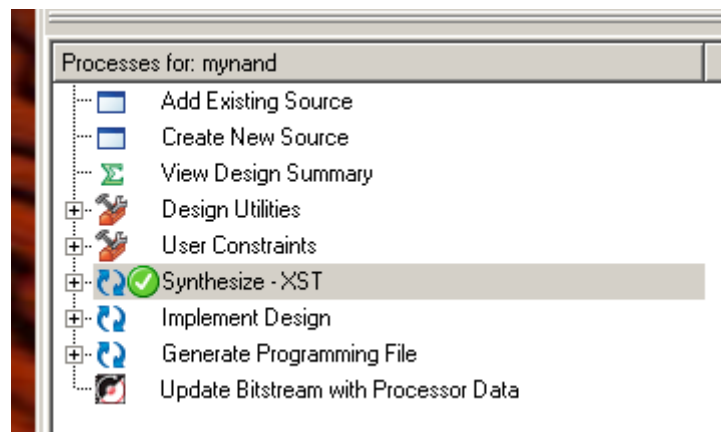 Processes for: mynand
Add Existing Source
Create New Source
View Design Summary
Design Utilities
User Constraints
Synthesize - XST
Implement Design
Generate Programming File
Update Bitstream with Processor Data